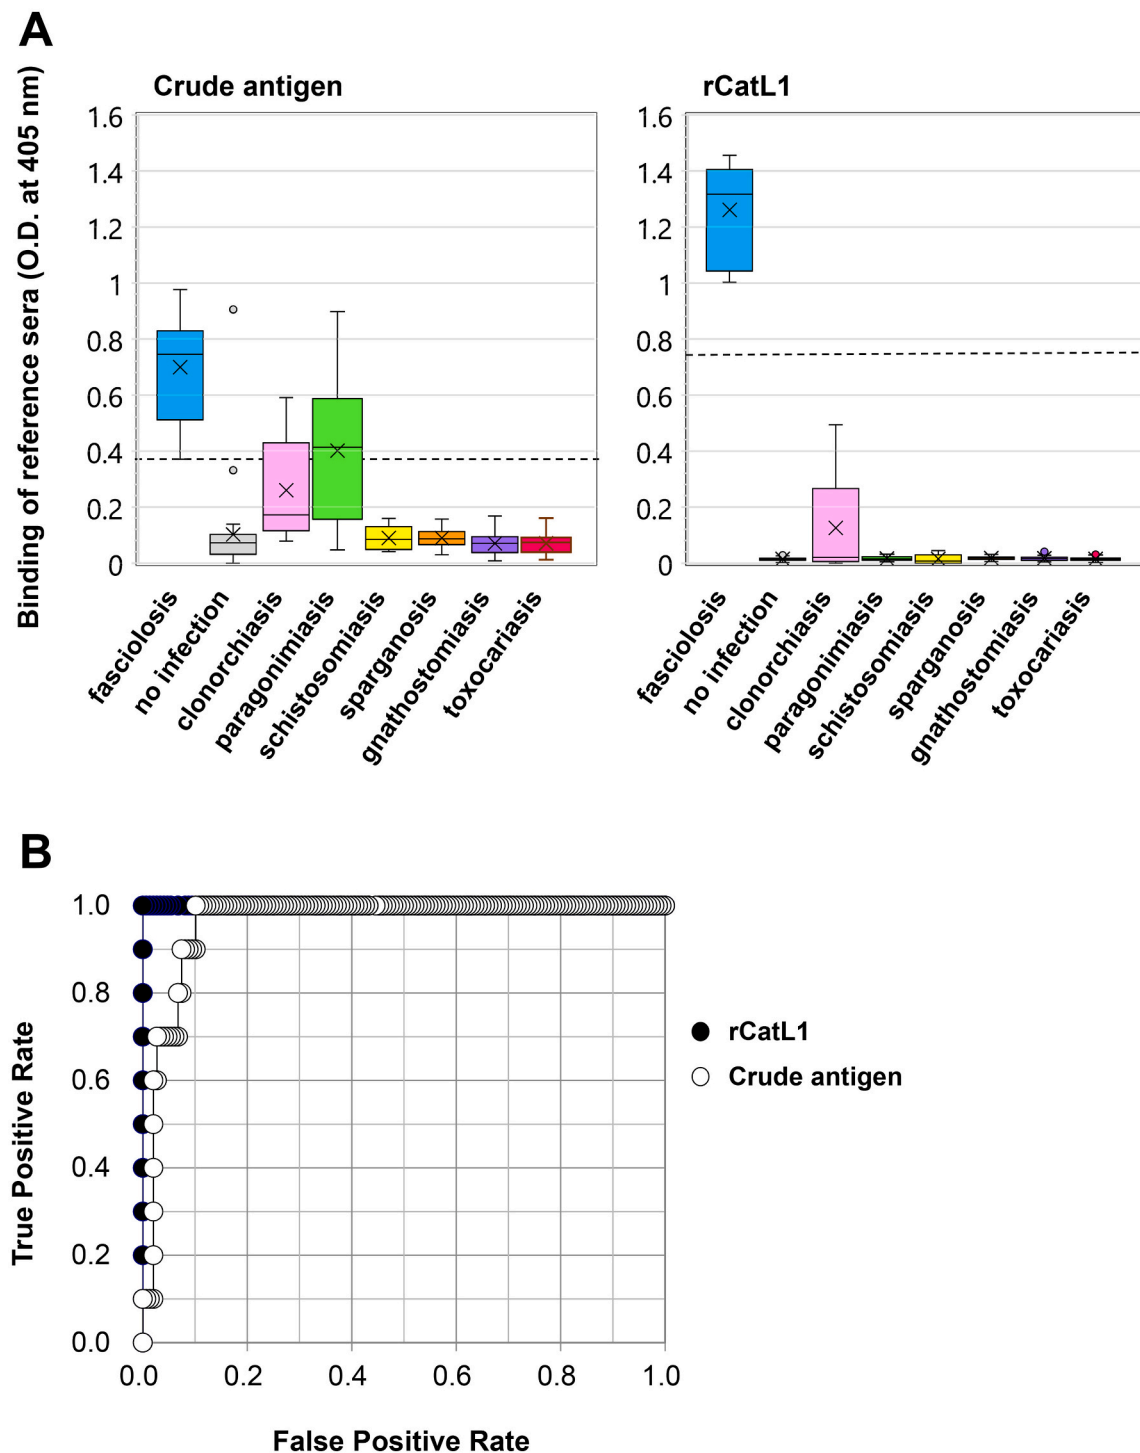 A
Binding of reference sera (O.D. at 405 nm)
Crude antigen
1.6
1.4
1.2
1
0.8
0.6
0.4
0.2
0
fasciolosis
no infection
clonorchiasis
paragonimiasis
schistosomiasis
sparganosis
gnathostomiasis
toxocariasis
rCatL1
1.6
1.4
1.2
1
0.8
0.6
0.4
0.2
0
fasciolosis
no infection
clonorchiasis
paragonimiasis
schistosomiasis
sparganosis
gnathostomiasis
toxocariasis
B
True Positive Rate
1.0
0.8
0.6
0.4
0.2
0.0
0.0 0.2 0.4 0.6 0.8 1.0
False Positive Rate
rCatL1
Crude antigen